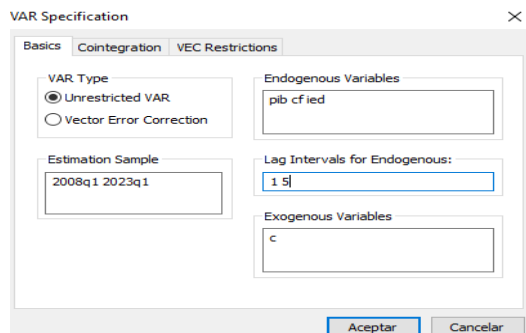 VAR Specification
Basics Cointegration VEC Restrictions
VAR Type
Unrestricted VAR
Vector Error Correction
Endogenous Variables
pib cf ied
Estimation Sample
2008q1 2023q1
Lag Intervals for Endogenous:
1 5
Exogenous Variables
c
Aceptar Cancelar